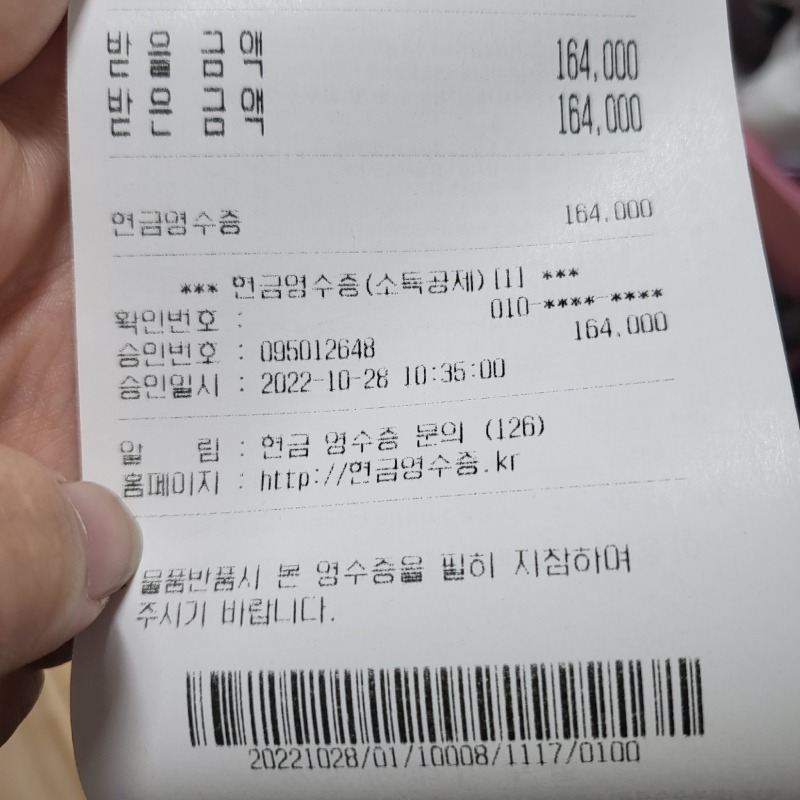 받 을 금 액 164,000
받 은 금 액 164,000
현금영수증 164,000
*** 현금영수증(소득공제)[1] ***
확인번호 : 010-****-****
164,000
승인번호 : 095012648
승인일시 : 2022-10-28 10:35:00
알 림 : 현금 영수증 문의 (126)
홈페이지 : http://현금영수증.kr
물품반품시 본 영수증을 필히 지참하여
주시기 바랍니다.
20221028/01/10008/1117/0100